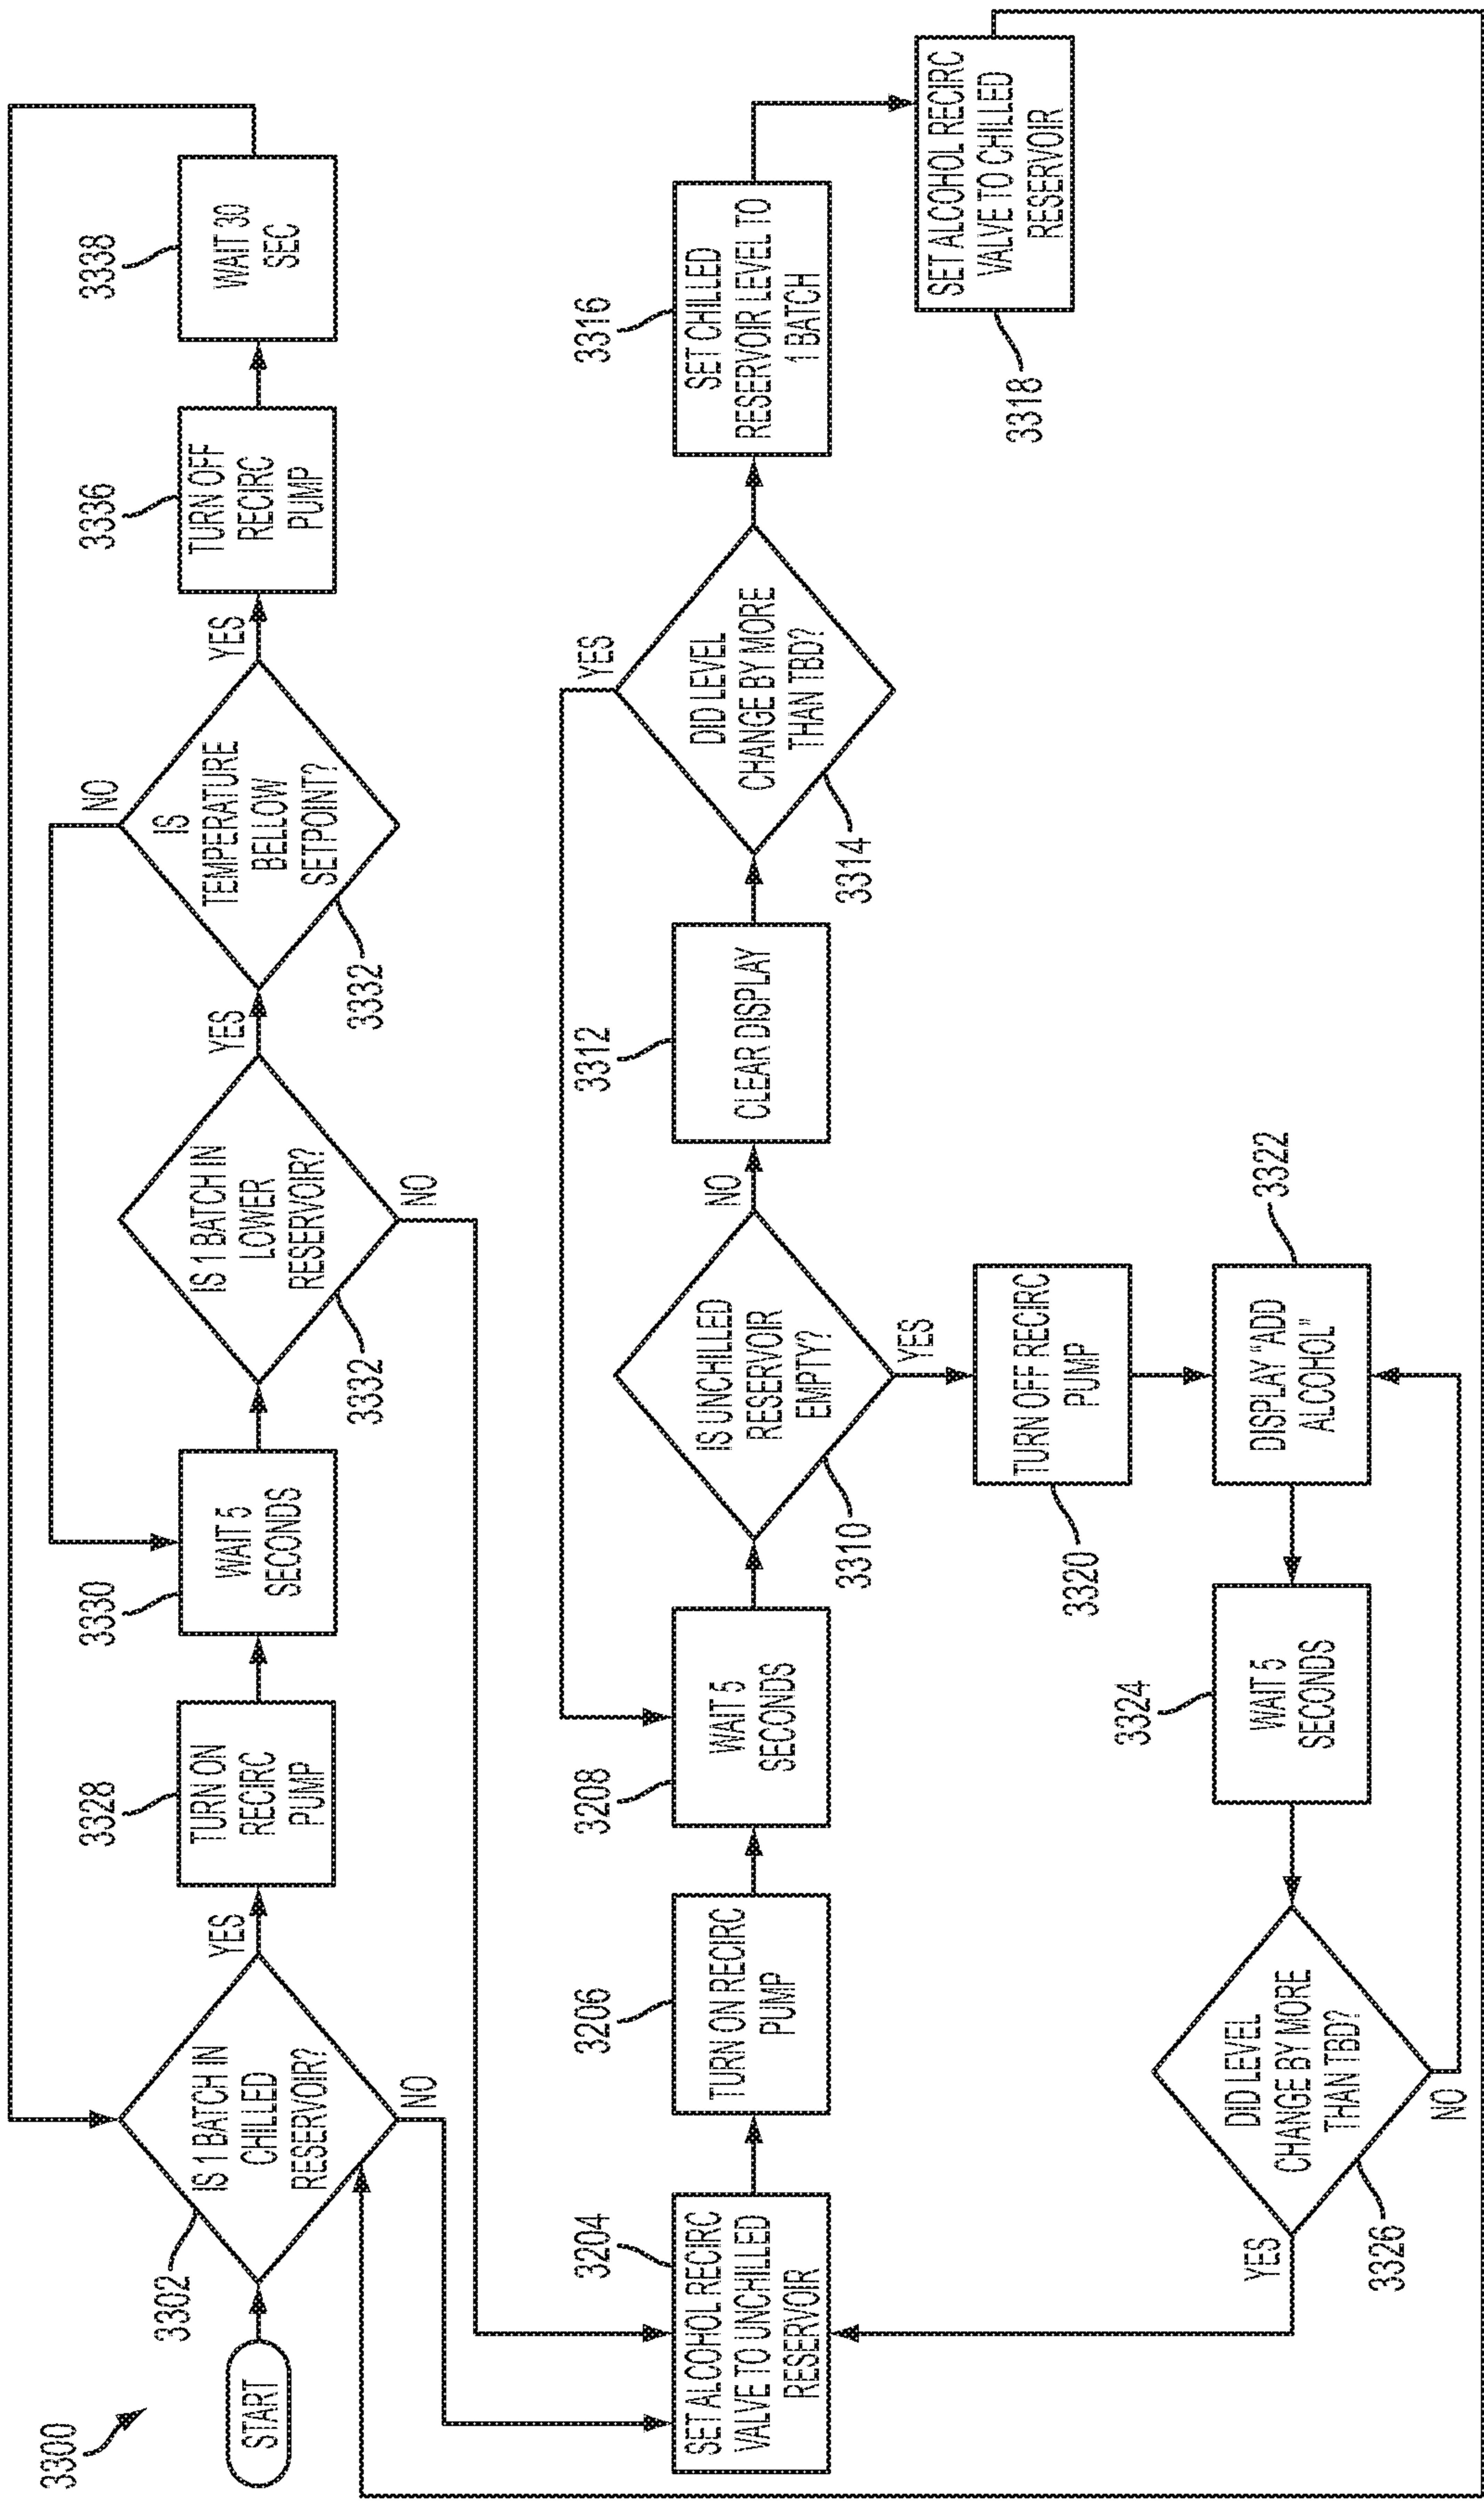 3300
START
3302
IS 1 BATCH IN
CHILLED
RESERVOIR?
YES
NO
3328
TURN ON
RECIRC
PUMP
3330
WAIT 5
SECONDS
IS 1 BATCH IN
LOWER
RESERVOIR?
3332
YES
NO
IS
TEMPERATURE
BELLOW
SETPOINT?
3332
NO
YES
3336
TURN OFF
RECIRC
PUMP
3338
WAIT 30
SEC
3204
SET ALCOHOL RECIRC
VALVE TO UNCHILLED
RESERVOIR
3206
TURN ON RECIRC
PUMP
3208
WAIT 5
SECONDS
IS UNCHILLED
RESERVOIR
EMPTY?
3310
NO
YES
3312
CLEAR DISPLAY
DID LEVEL
CHANGE BY MORE
THAN TBD?
3314
YES
3316
SET CHILLED
RESERVOIR LEVEL TO
1 BATCH
SET ALCOHOL RECIRC
VALVE TO CHILLED
RESERVOIR
3318
TURN OFF RECIRC
PUMP
3320
DISPLAY "ADD
ALCOHOL"
3322
3324
WAIT 5
SECONDS
DID LEVEL
CHANGE BY MORE
THAN TBD?
3326
YES
NO